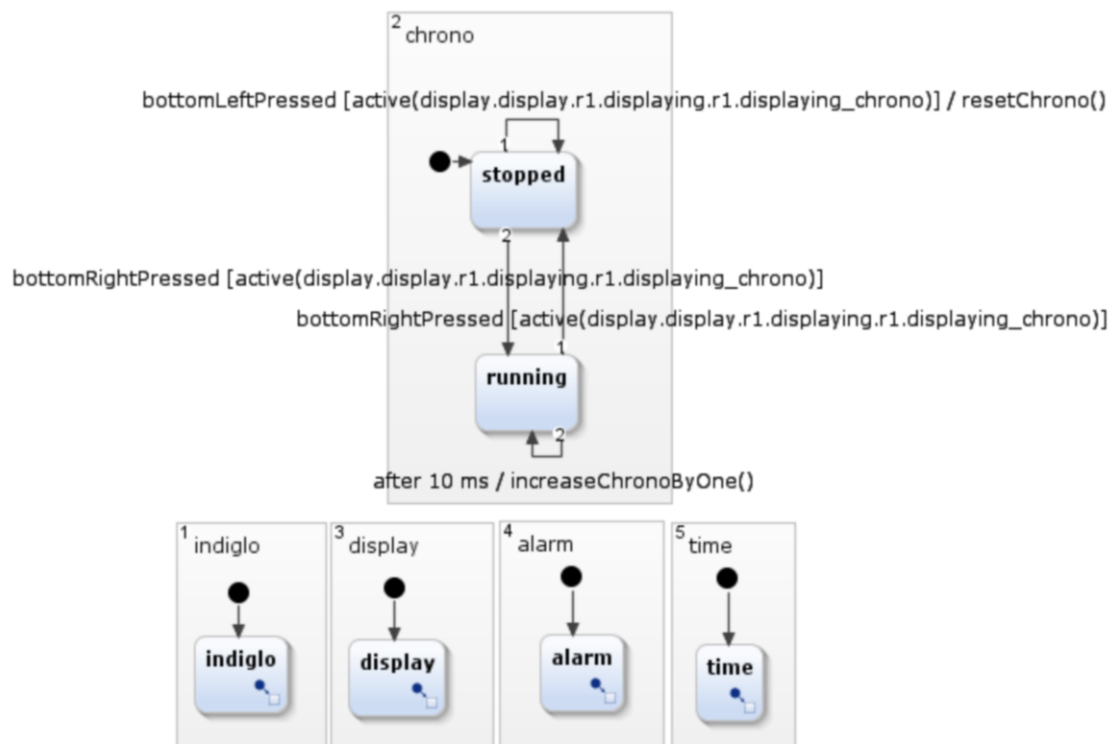 2 chrono
bottomLeftPressed [active(display.display.r1.displaying.r1.displaying_chrono)] / resetChrono()
1
stopped
2
bottomRightPressed [active(display.display.r1.displaying.r1.displaying_chrono)]
bottomRightPressed [active(display.display.r1.displaying.r1.displaying_chrono)]
1
running
2
after 10 ms / increaseChronoByOne()
1 indiglo
indiglo
3 display
display
4 alarm
alarm
5 time
time